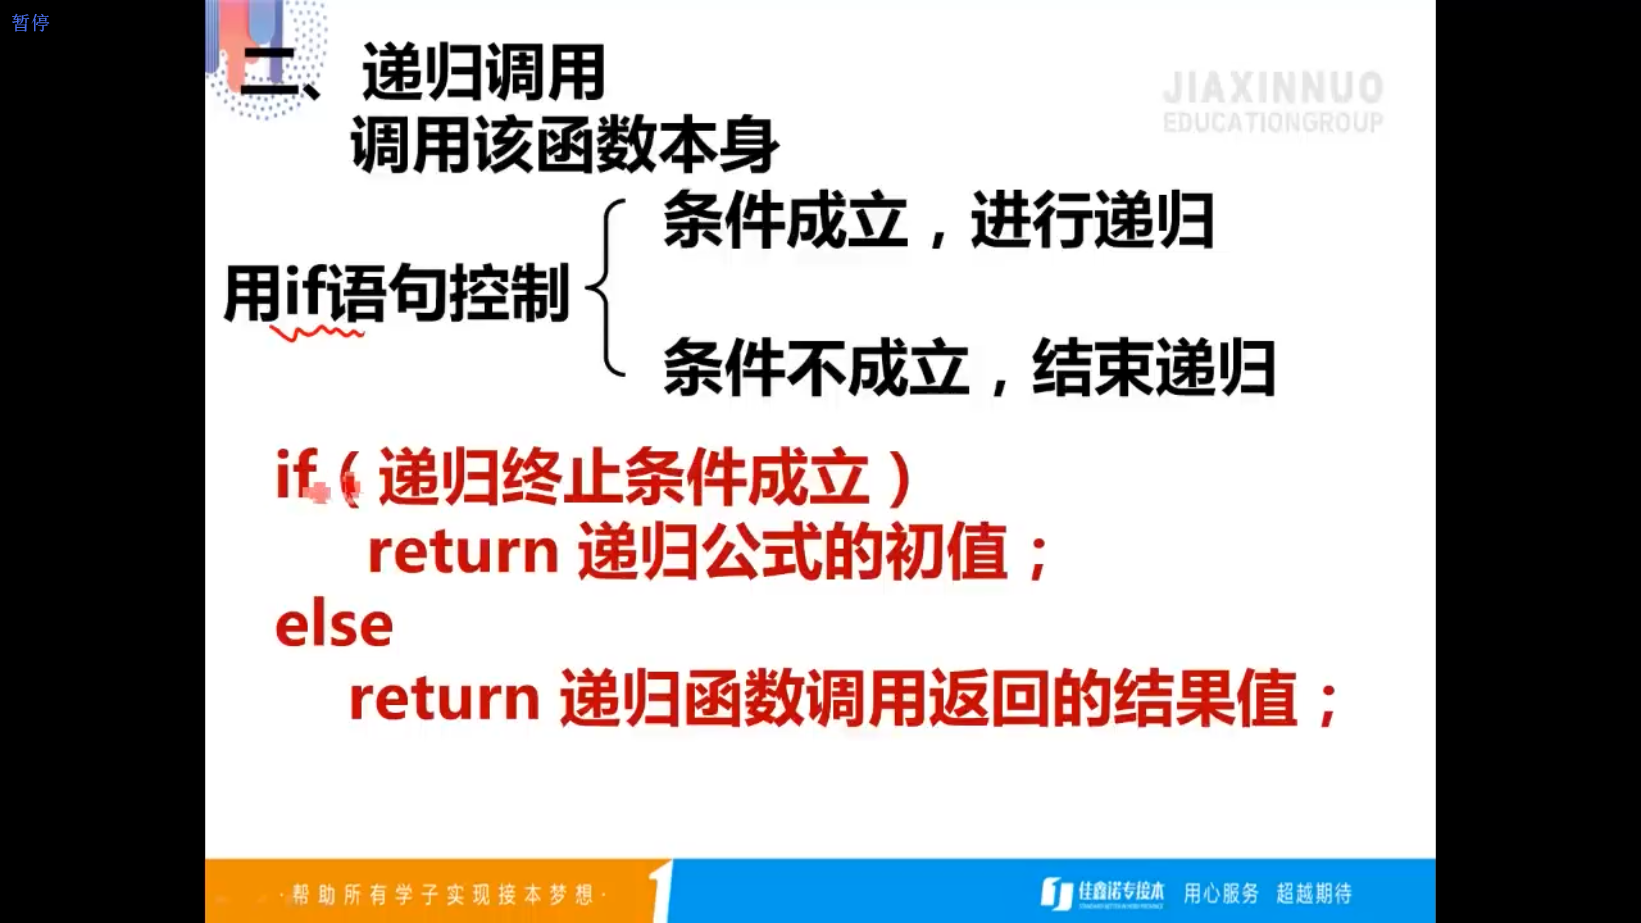 暂停
二、递归调用
JIAXINNUO
EDUCATIONGROUP
调用该函数本身
条件成立，进行递归
用if语句控制
条件不成立，结束递归
if（递归终止条件成立）
return 递归公式的初值；
else
return 递归函数调用返回的结果值；
·帮助所有学子实现接本梦想·
佳鑫诺专接本
用心服务 超越期待